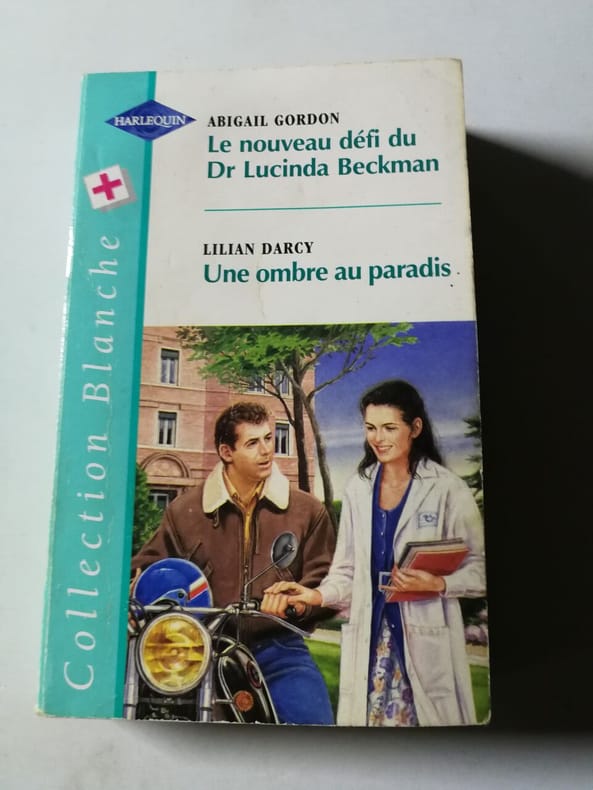 HARLEQUIN
ABIGAIL GORDON
Le nouveau défi du
Dr Lucinda Beckman
LILIAN DARCY
Une ombre au paradis
Collection Blanche